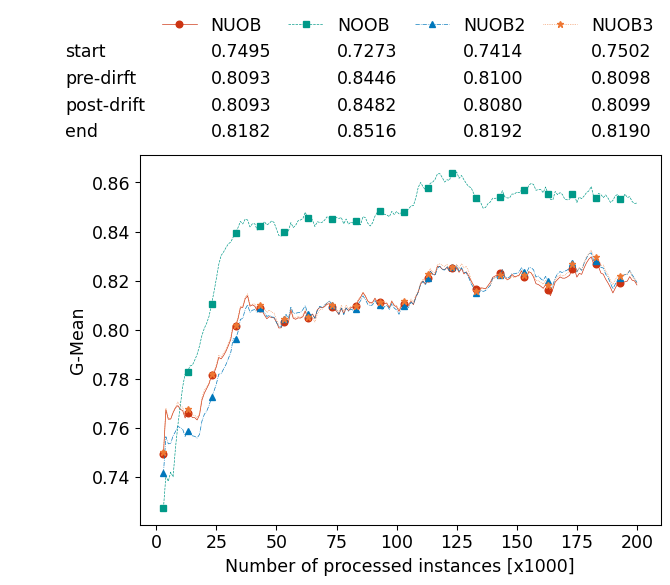 NUOB NOOB NUOB2 NUOB3
start 0.7495 0.7273 0.7414 0.7502
pre-dirft 0.8093 0.8446 0.8100 0.8098
post-drift 0.8093 0.8482 0.8080 0.8099
end 0.8182 0.8516 0.8192 0.8190
0.86
0.84
0.82
0.80
0.78
0.76
0.74
G-Mean
0 25 50 75 100 125 150 175 200
Number of processed instances [x1000]